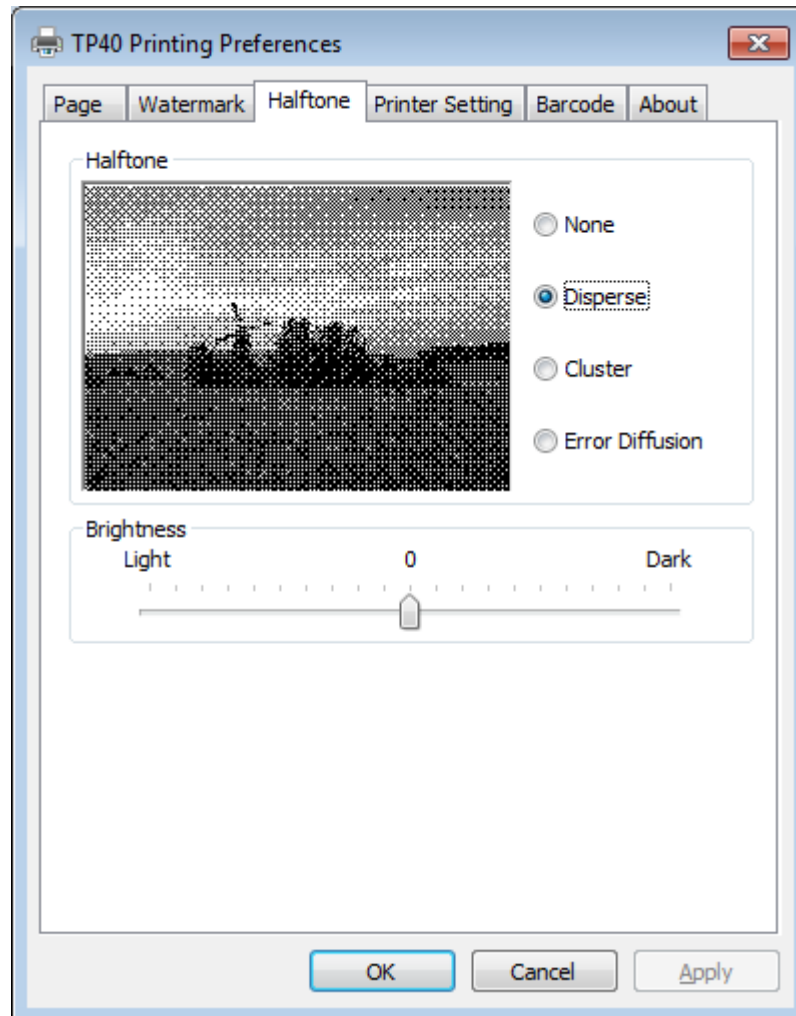 TP40 Printing Preferences
Page Watermark Halftone Printer Setting Barcode About
Halftone
None
Disperse
Cluster
Error Diffusion
Brightness
Light 0 Dark
OK Cancel Apply